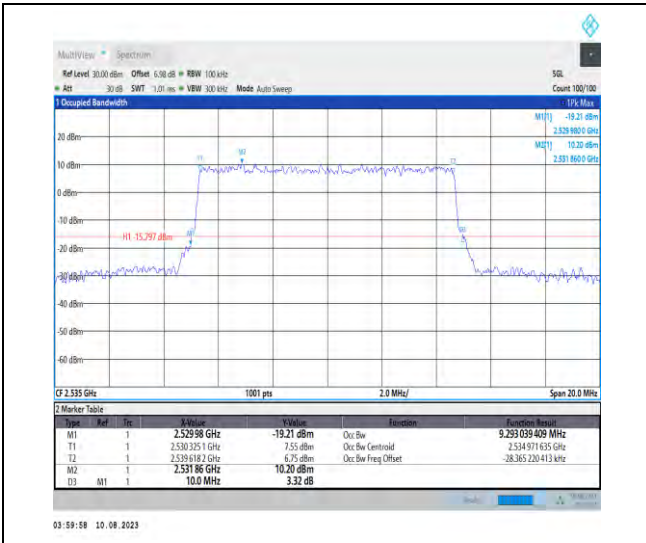 MultiView Spectrum
Ref Level 30.00 dBm Offset 6.98 dB RBW 100 kHz SGL
Att 30 dB SWT 1.01 ms VBW 300 kHz Mode Auto Sweep Count 100/100
1 Occupied Bandwidth 1Pk Max
M1[1] -19.21 dBm
2.5299800 GHz
M2[1] 10.20 dBm
2.5318600 GHz
20 dBm
M2
T1 T2
10 dBm
0 dBm
-10 dBm
H1 -15.297 dBm M1
-20 dBm
-30 dBm
-40 dBm
-50 dBm
-60 dBm
CF 2.535 GHz 1001 pts 2.0 MHz/ Span 20.0 MHz
2 Marker Table
Type Ref Trc X-Value Y-Value Function Function Result
M1 1 2.52998 GHz -19.21 dBm Occ Bw 9.293 039 409 MHz
T1 1 2.530 325 1 GHz 7.55 dBm Occ Bw Centroid 2.534 971 635 GHz
T2 1 2.539 618 2 GHz 6.75 dBm Occ Bw Freq Offset -28.365 220 413 kHz
M2 1 2.531 86 GHz 10.20 dBm
D3 M1 1 10.0 MHz 3.32 dB
03:59:58 10.08.2023